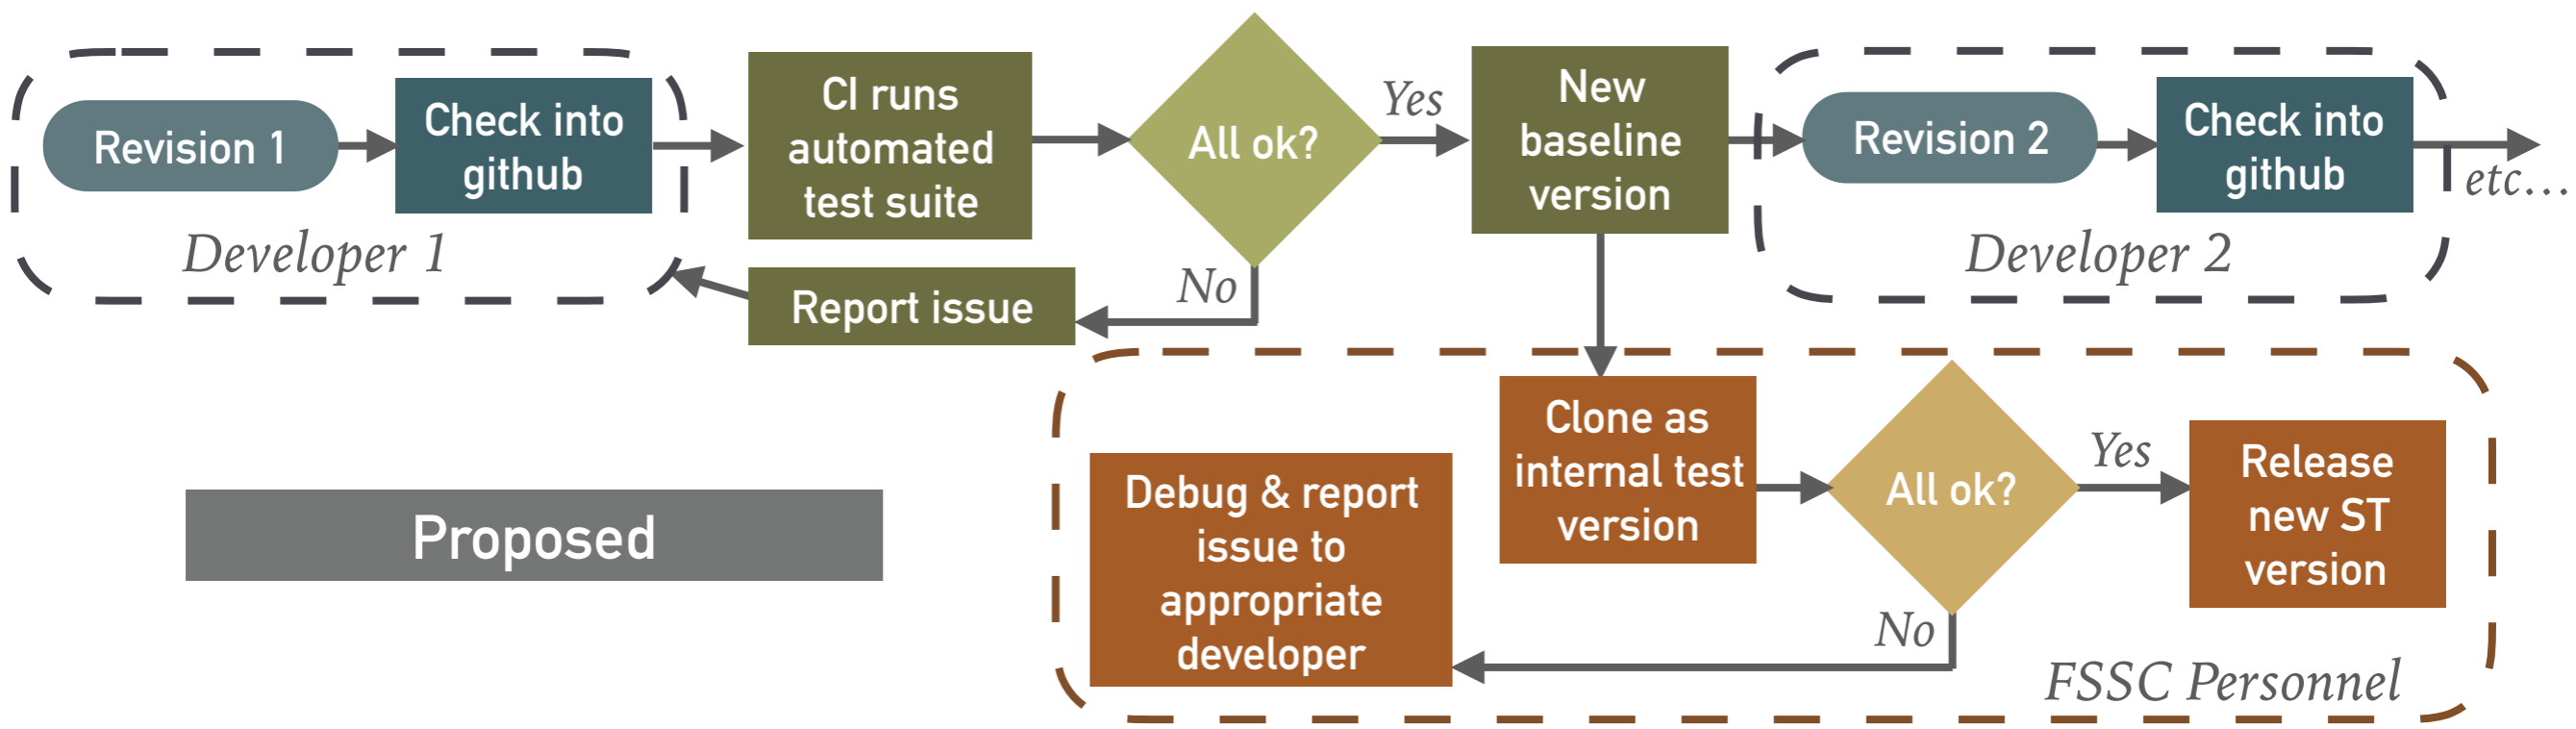 Revision 1
Check into
github
Developer 1
CI runs
automated
test suite
All ok?
Yes
No
Report issue
New
baseline
version
Revision 2
Check into
github
Developer 2
etc...
Proposed
Clone as
internal test
version
All ok?
Yes
No
Release
new ST
version
Debug & report
issue to
appropriate
developer
FSSC Personnel